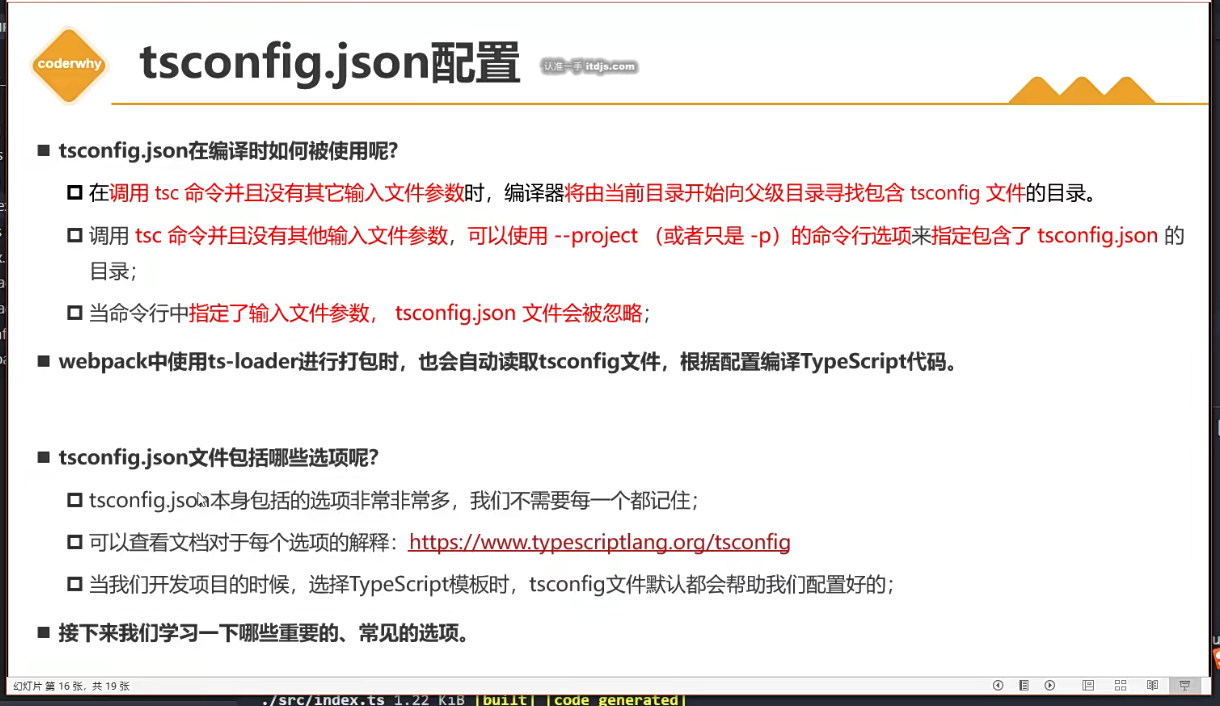 coderwhy
tsconfig.json配置
认准一手 itdjs.com
tsconfig.json在编译时如何被使用呢?
在调用 tsc 命令并且没有其它输入文件参数时，编译器将由当前目录开始向父级目录寻找包含 tsconfig 文件的目录。
调用 tsc 命令并且没有其他输入文件参数，可以使用 --project （或者只是 -p）的命令行选项来指定包含了 tsconfig.json 的
目录；
当命令行中指定了输入文件参数， tsconfig.json 文件会被忽略；
webpack中使用ts-loader进行打包时，也会自动读取tsconfig文件，根据配置编译TypeScript代码。
tsconfig.json文件包括哪些选项呢?
tsconfig.json本身包括的选项非常非常多，我们不需要每一个都记住；
可以查看文档对于每个选项的解释：https://www.typescriptlang.org/tsconfig
当我们开发项目的时候，选择TypeScript模板时，tsconfig文件默认都会帮助我们配置好的；
接下来我们学习一下哪些重要的、常见的选项。
幻灯片 第 16 张，共 19 张
./src/index.ts 1.22 KiB [built] [code generated]